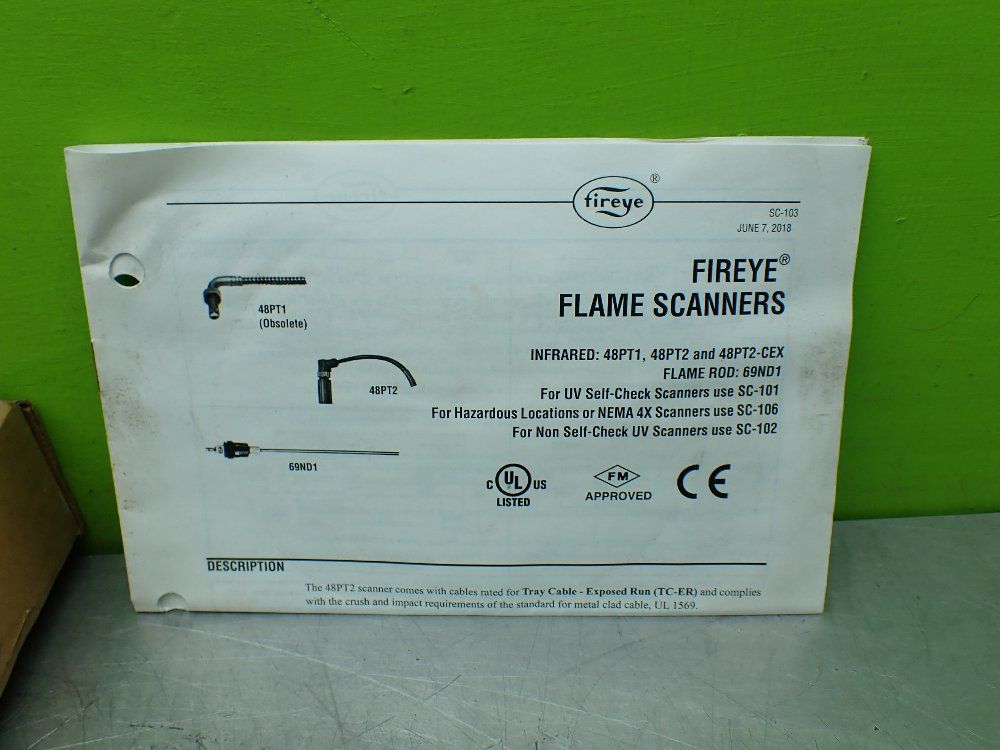 fireye ®
SC-103
JUNE 7, 2018
FIREYE®
FLAME SCANNERS
48PT1
(Obsolete)
48PT2
69ND1
INFRARED: 48PT1, 48PT2 and 48PT2-CEX
FLAME ROD: 69ND1
For UV Self-Check Scanners use SC-101
For Hazardous Locations or NEMA 4X Scanners use SC-106
For Non Self-Check UV Scanners use SC-102
C UL US
LISTED
FM
APPROVED
CE
DESCRIPTION
The 48PT2 scanner comes with cables rated for Tray Cable - Exposed Run (TC-ER) and complies
with the crush and impact requirements of the standard for metal clad cable, UL 1569.